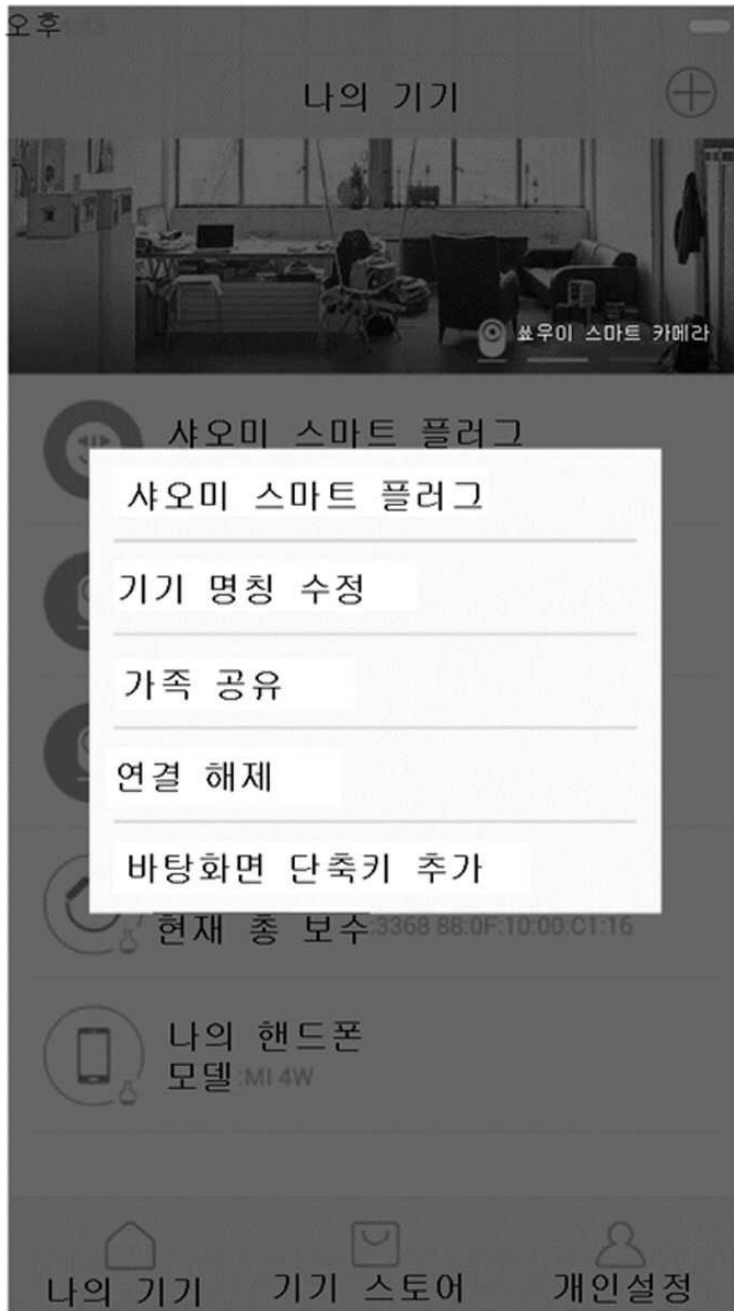 오후 1:43
나의 기기
쑈우미 스마트 카메라
샤오미 스마트 플러그
샤오미 스마트 플러그
기기 명칭 수정
가족 공유
연결 해제
바탕화면 단축키 추가
현재 총 보수:3368 88:0F:10:00:C1:16
나의 핸드폰
모델:MI 4W
나의 기기
기기 스토어
개인설정